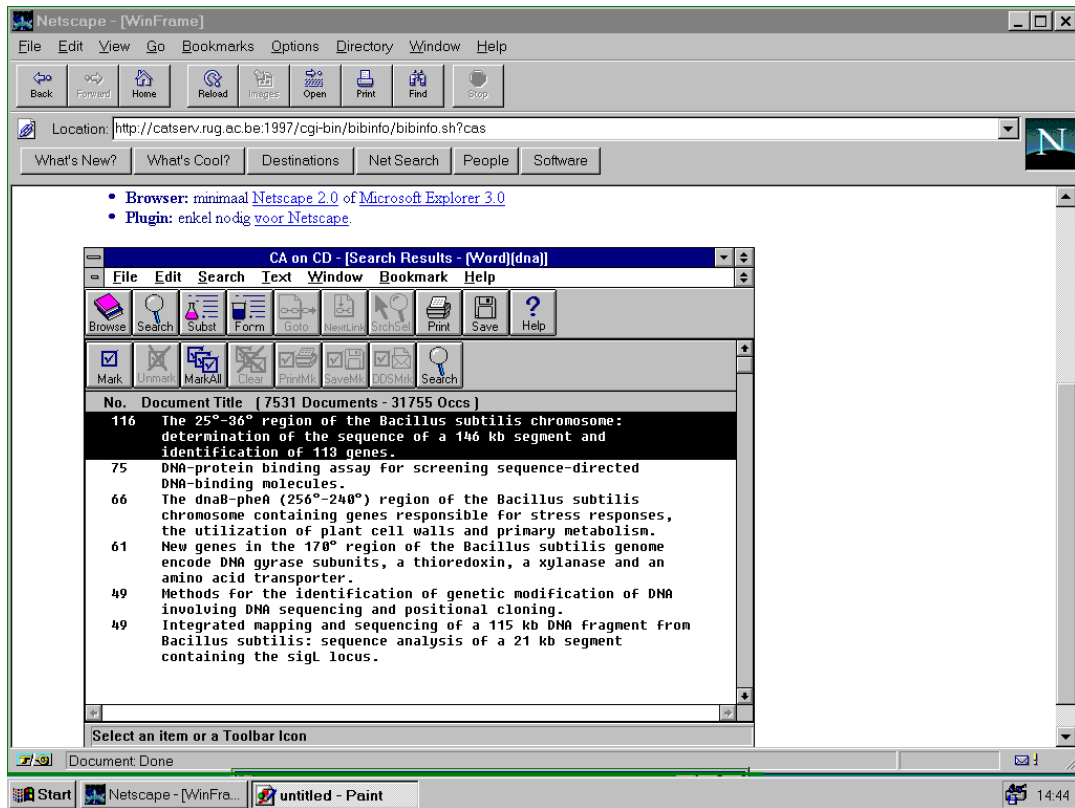 Netscape - [WinFrame]
File Edit View Go Bookmarks Options Directory Window Help
Back Forward Home Reload Images Open Print Find Stop
Location: http://catserv.rug.ac.be:1997/cgi-bin/bibinfo/bibinfo.sh?cas
N
What's New? What's Cool? Destinations Net Search People Software
• Browser: minimaal Netscape 2.0 of Microsoft Explorer 3.0
• Plugin: enkel nodig voor Netscape.
CA on CD - [Search Results - [Word][dna]]
File Edit Search Text Window Bookmark Help
Browse Search Subst Form Goto NextLink SrchSel Print Save Help
Mark Unmark MarkAll Clear PrintMk SaveMk DDSMrk Search
No. Document Title [7531 Documents - 31755 Occs]
116 The 25°-36° region of the Bacillus subtilis chromosome:
determination of the sequence of a 146 kb segment and
identification of 113 genes.
75 DNA-protein binding assay for screening sequence-directed
DNA-binding molecules.
66 The dnaB-pheA (256°-240°) region of the Bacillus subtilis
chromosome containing genes responsible for stress responses,
the utilization of plant cell walls and primary metabolism.
61 New genes in the 170° region of the Bacillus subtilis genome
encode DNA gyrase subunits, a thioredoxin, a xylanase and an
amino acid transporter.
49 Methods for the identification of genetic modification of DNA
involving DNA sequencing and positional cloning.
49 Integrated mapping and sequencing of a 115 kb DNA fragment from
Bacillus subtilis: sequence analysis of a 21 kb segment
containing the sigL locus.
Select an item or a Toolbar Icon
Document: Done
Start Netscape - [WinFra... untitled - Paint 14:44